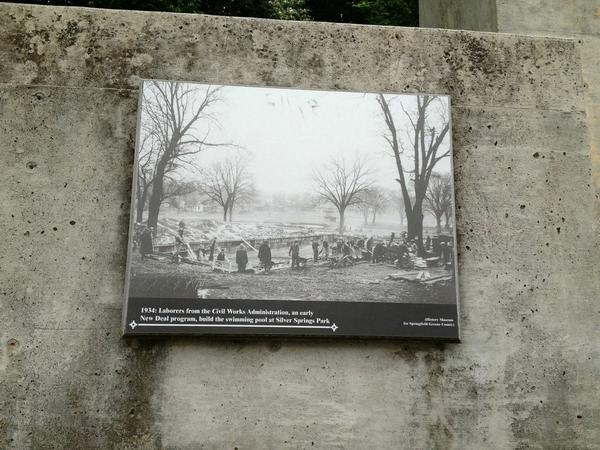 1934: Laborers from the Civil Works Administration, an early
New Deal program, build the swimming pool at Silver Springs Park
(History Museum
for Springfield-Greene County)